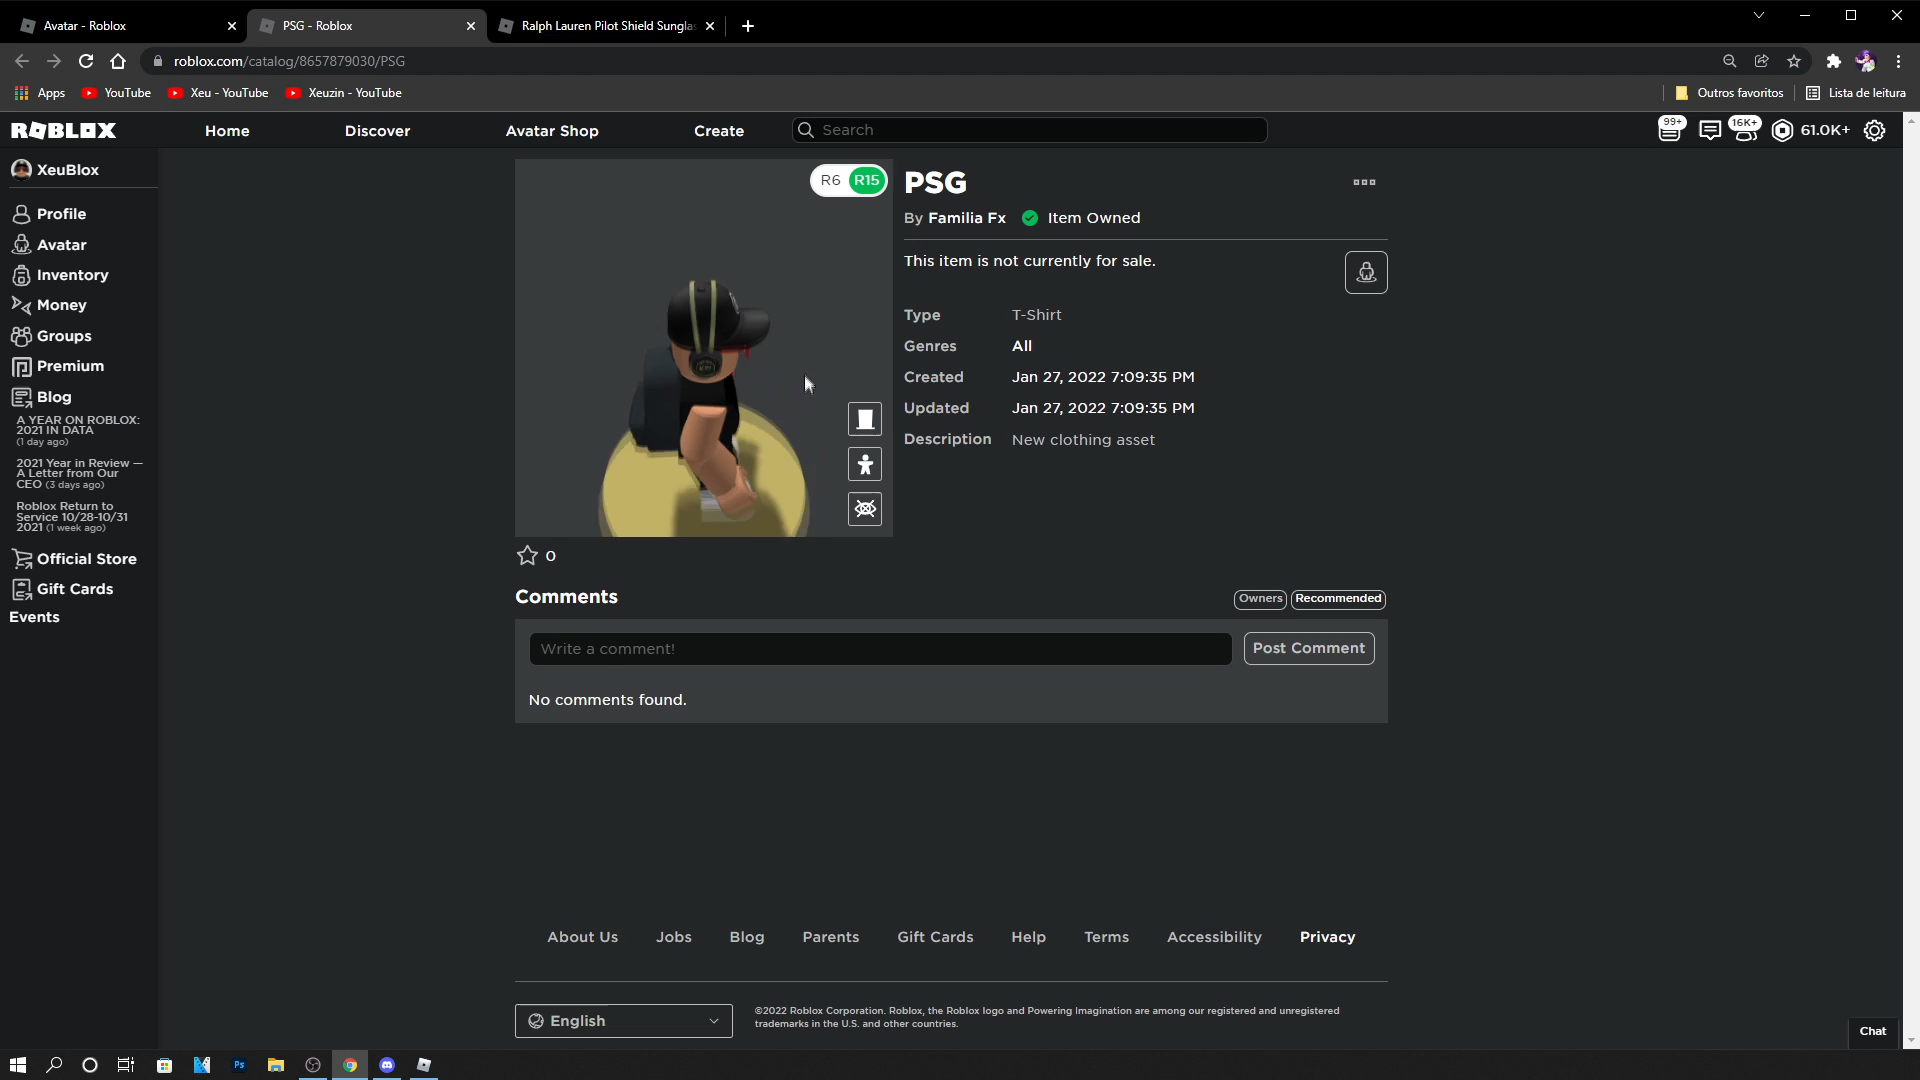 Avatar - Roblox
PSG - Roblox
Ralph Lauren Pilot Shield Sungla
roblox.com/catalog/8657879030/PSG
Apps
YouTube
Xeu - YouTube
Xeuzin - YouTube
Outros favoritos
Lista de leitura
ROBLOX
Home
Discover
Avatar Shop
Create
Search
99+
16K+
61.0K+
XeuBlox
Profile
Avatar
Inventory
Money
Groups
Premium
Blog
A YEAR ON ROBLOX:
2021 IN DATA
(1 day ago)
2021 Year in Review —
A Letter from Our
CEO (3 days ago)
Roblox Return to
Service 10/28-10/31
2021 (1 week ago)
Official Store
Gift Cards
Events
R6 R15
PSG
By Familia Fx Item Owned
This item is not currently for sale.
Type T-Shirt
Genres All
Created Jan 27, 2022 7:09:35 PM
Updated Jan 27, 2022 7:09:35 PM
Description New clothing asset
0
Comments
Owners
Recommended
Write a comment!
Post Comment
No comments found.
About Us
Jobs
Blog
Parents
Gift Cards
Help
Terms
Accessibility
Privacy
English
©2022 Roblox Corporation. Roblox, the Roblox logo and Powering Imagination are among our registered and unregistered
trademarks in the U.S. and other countries.
Chat
Ps